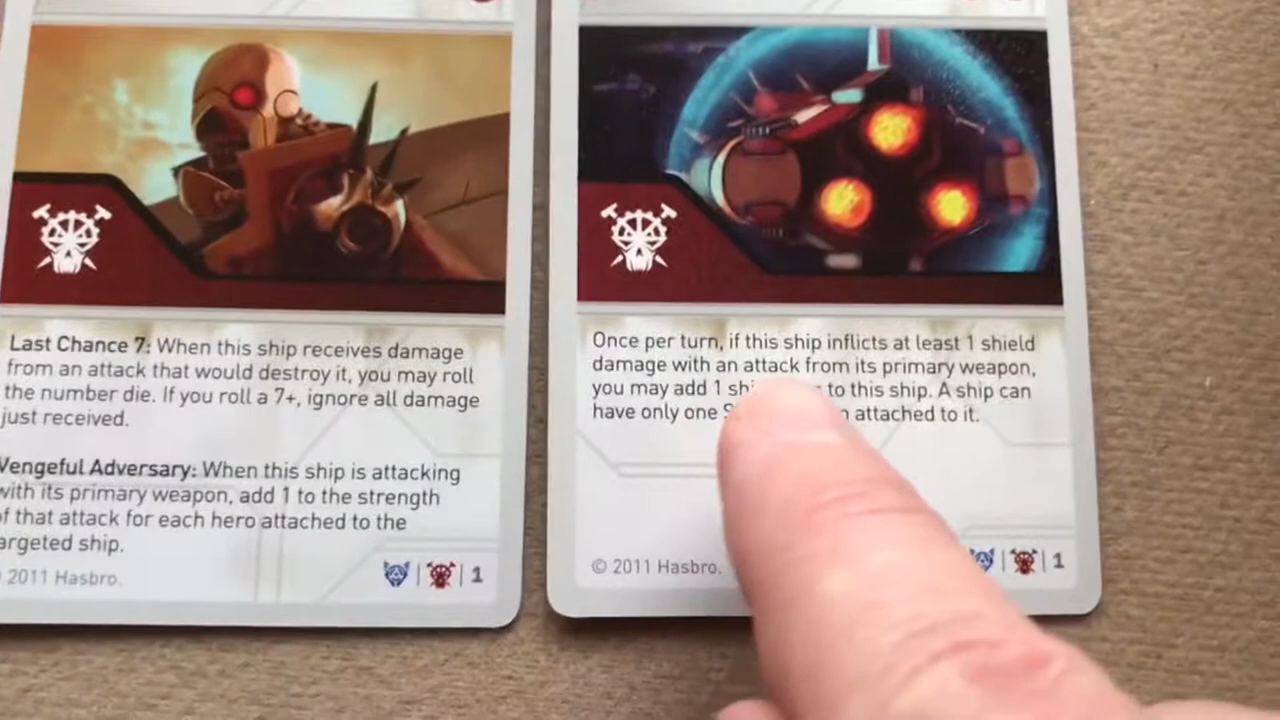 Last Chance 7: When this ship receives damage
from an attack that would destroy it, you may roll
the number die. If you roll a 7+, ignore all damage
just received.
Vengeful Adversary: When this ship is attacking
with its primary weapon, add 1 to the strength
of that attack for each hero attached to the
targeted ship.
© 2011 Hasbro.
| | 1
Once per turn, if this ship inflicts at least 1 shield
damage with an attack from its primary weapon,
you may add 1 to this ship. A ship can
have only one attached to it.
© 2011 Hasbro.
| | 1